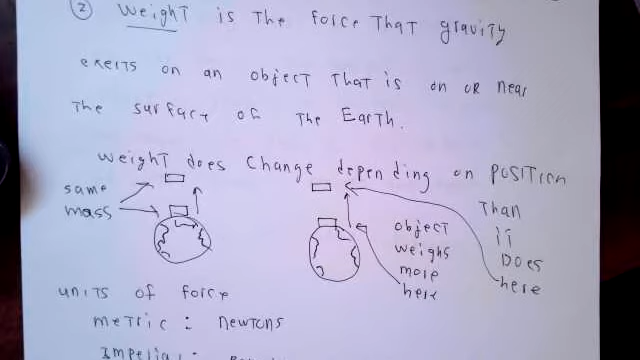 ② Weight is The force That gravity
exerts on an object That is on or near
The surface of The Earth.
Weight does change depending on position
same
mass
object
weighs
more
here
Than
iT
Does
here
units of force
meTric : newTons
Imperial :